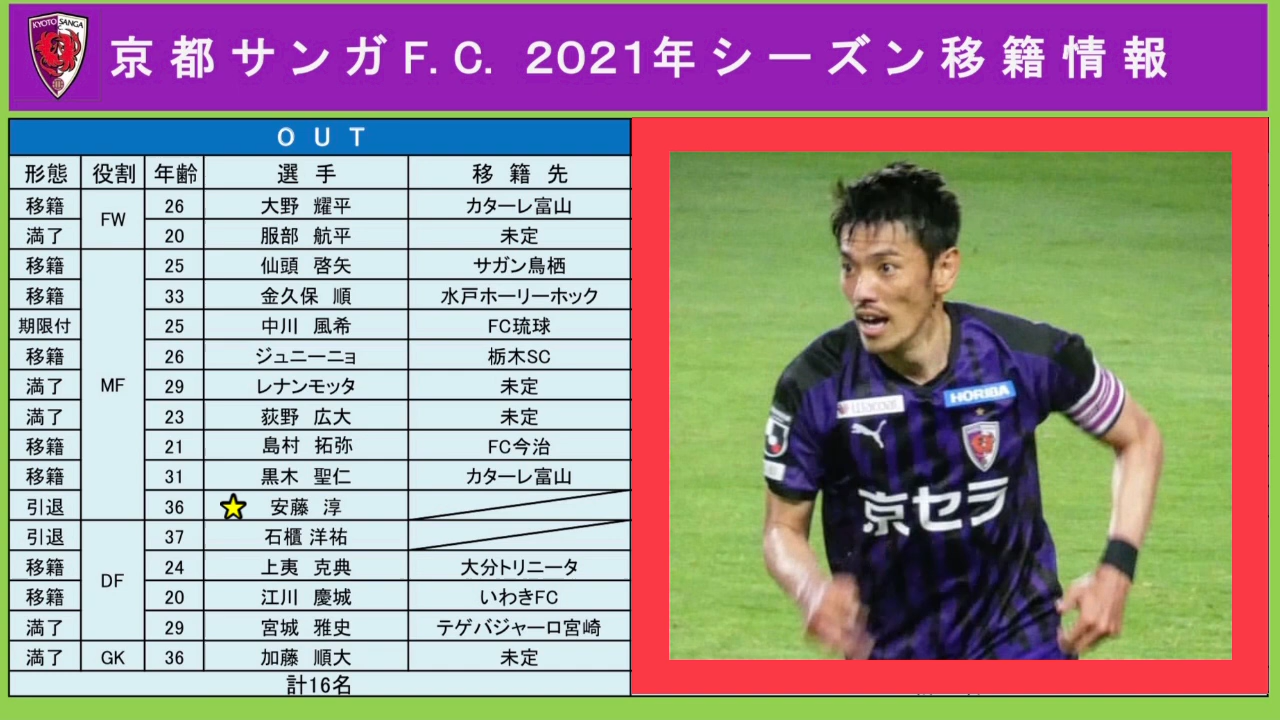 KYOTO SANGA
京都サンガF.C. 2021年シーズン移籍情報
OUT
形態 役割 年齢 選手 移籍先
移籍 FW 26 大野 耀平 カターレ富山
満了 20 服部 航平 未定
移籍 MF 25 仙頭 啓矢 サガン鳥栖
移籍 33 金久保 順 水戸ホーリーホック
期限付 25 中川 風希 FC琉球
移籍 26 ジュニーニョ 栃木SC
満了 29 レナンモッタ 未定
満了 23 荻野 広大 未定
移籍 21 島村 拓弥 FC今治
移籍 31 黒木 聖仁 カターレ富山
引退 36 安藤 淳
引退 DF 37 石櫃 洋祐
移籍 24 上夷 克典 大分トリニータ
移籍 20 江川 慶城 いわきFC
満了 29 宮城 雅史 テゲバジャーロ宮崎
満了 GK 36 加藤 順大 未定
計16名
Wacoal
HORIBA
京セラ